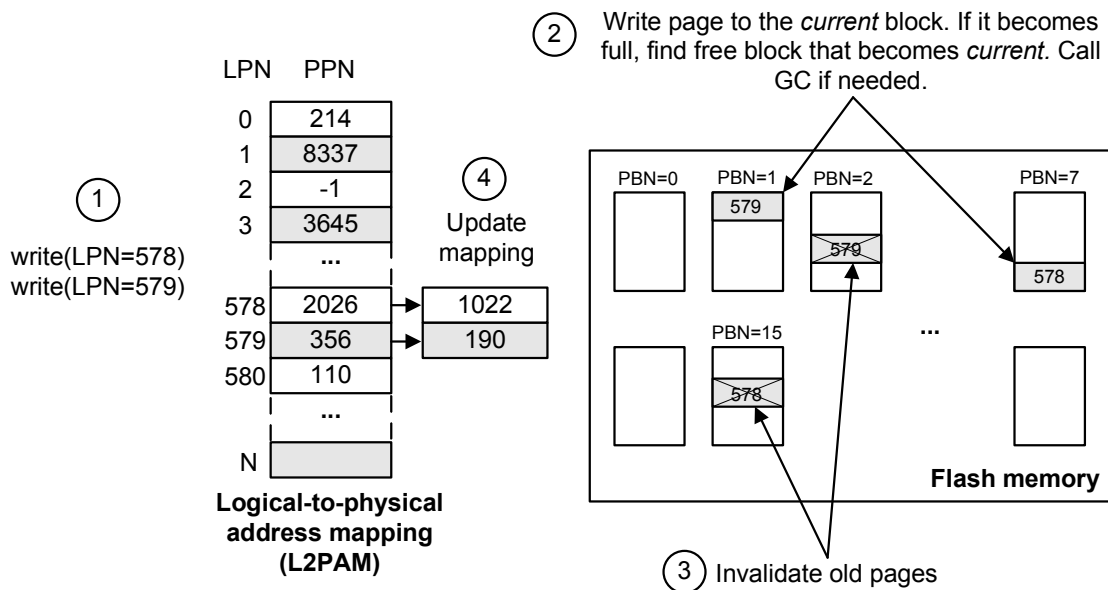 2
Write page to the current block. If it becomes
full, find free block that becomes current. Call
GC if needed.
LPN PPN
0 214
1 8337
2 -1
3 3645
...
578 2026 1022
579 356 190
580 110
...
N
Logical-to-physical
address mapping
(L2PAM)
1
write(LPN=578)
write(LPN=579)
4
Update
mapping
PBN=0 PBN=1 PBN=2 PBN=7
579
579
578
...
PBN=15
578
Flash memory
3 Invalidate old pages